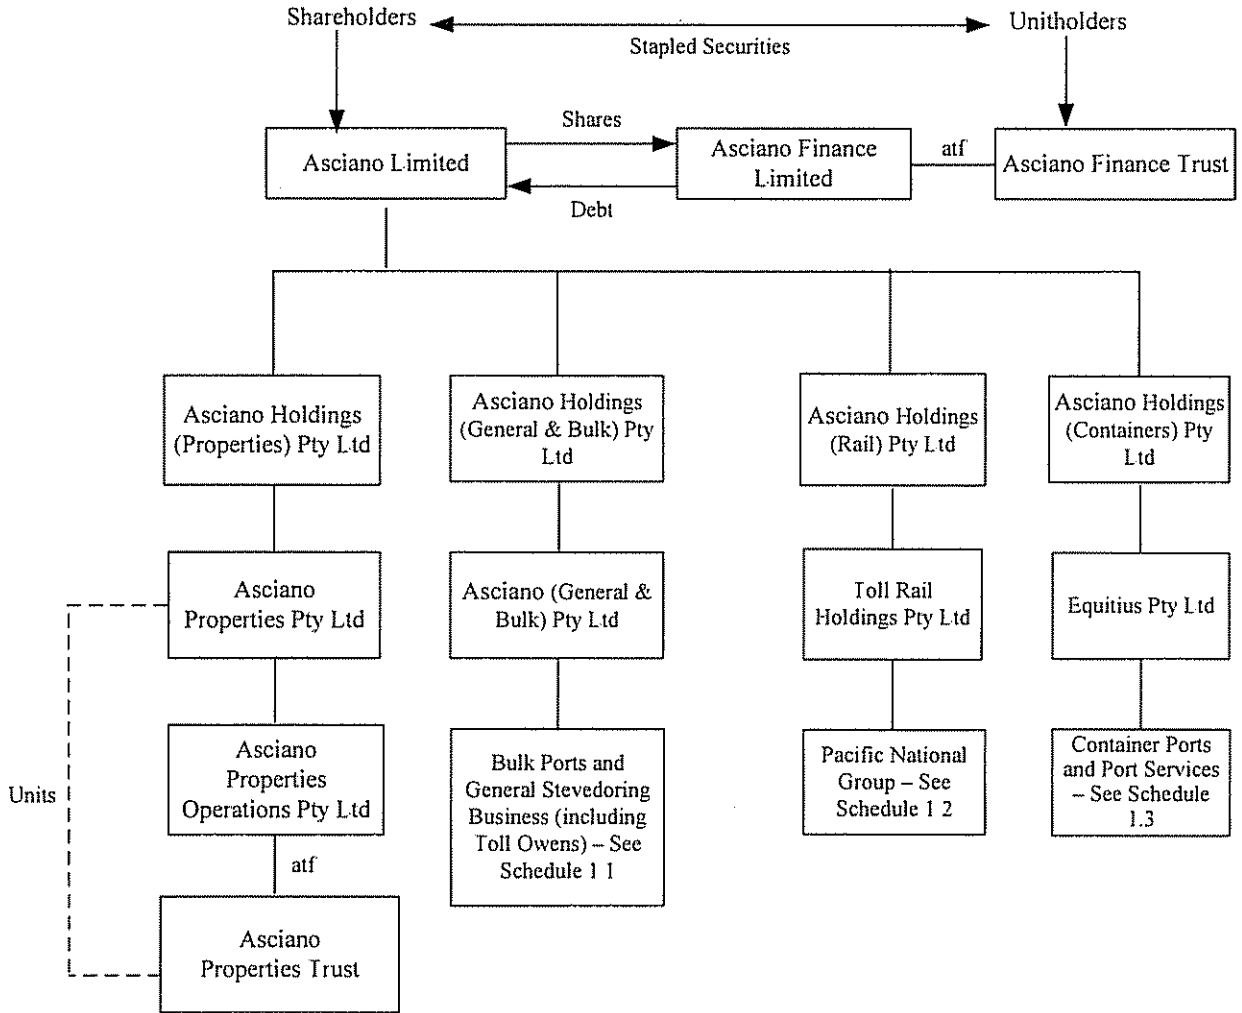 Shareholders
Unitholders
Stapled Securities
Shares
Asciano Limited
Asciano Finance
Limited
atf
Asciano Finance Trust
Debt
Asciano Holdings
(Properties) Pty Ltd
Asciano Holdings
(General & Bulk) Pty
Ltd
Asciano Holdings
(Rail) Pty Ltd
Asciano Holdings
(Containers) Pty
Ltd
Asciano
Properties Pty Ltd
Asciano (General &
Bulk) Pty Ltd
Toll Rail
Holdings Pty Ltd
Equitius Pty Ltd
Units
Asciano
Properties
Operations Pty Ltd
Bulk Ports and
General Stevedoring
Business (including
Toll Owens) – See
Schedule 1 1
Pacific National
Group – See
Schedule 1 2
Container Ports
and Port Services
– See Schedule
1.3
atf
Asciano
Properties Trust